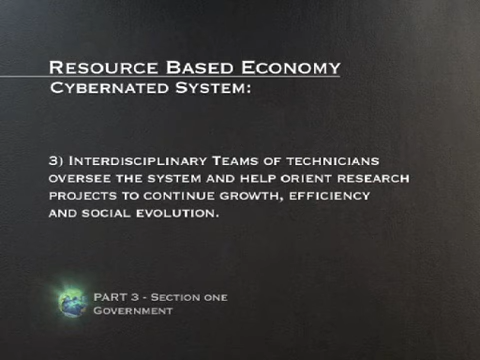 Resource Based Economy
Cybernated System:
3) Interdisciplinary Teams of technicians
oversee the system and help orient research
projects to continue growth, efficiency
and social evolution.
PART 3 - Section one
Government